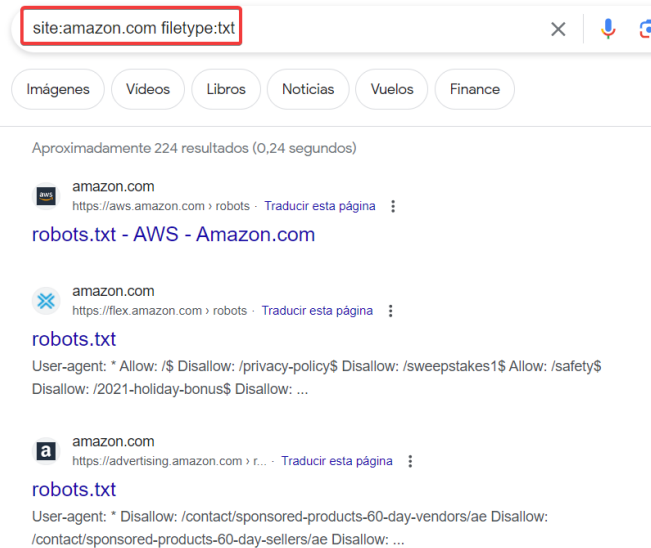 site:amazon.com filetype:txt
Imágenes Vídeos Libros Noticias Vuelos Finance
Aproximadamente 224 resultados (0,24 segundos)
aws
amazon.com
https://aws.amazon.com › robots · Traducir esta página
robots.txt - AWS - Amazon.com
amazon.com
https://flex.amazon.com › robots · Traducir esta página
robots.txt
User-agent: * Allow: /$ Disallow: /privacy-policy$ Disallow: /sweepstakes1$ Allow: /safety$
Disallow: /2021-holiday-bonus$ Disallow: ...
a
amazon.com
https://advertising.amazon.com › r... · Traducir esta página
robots.txt
User-agent: * Disallow: /contact/sponsored-products-60-day-vendors/ae Disallow:
/contact/sponsored-products-60-day-sellers/ae Disallow: ...